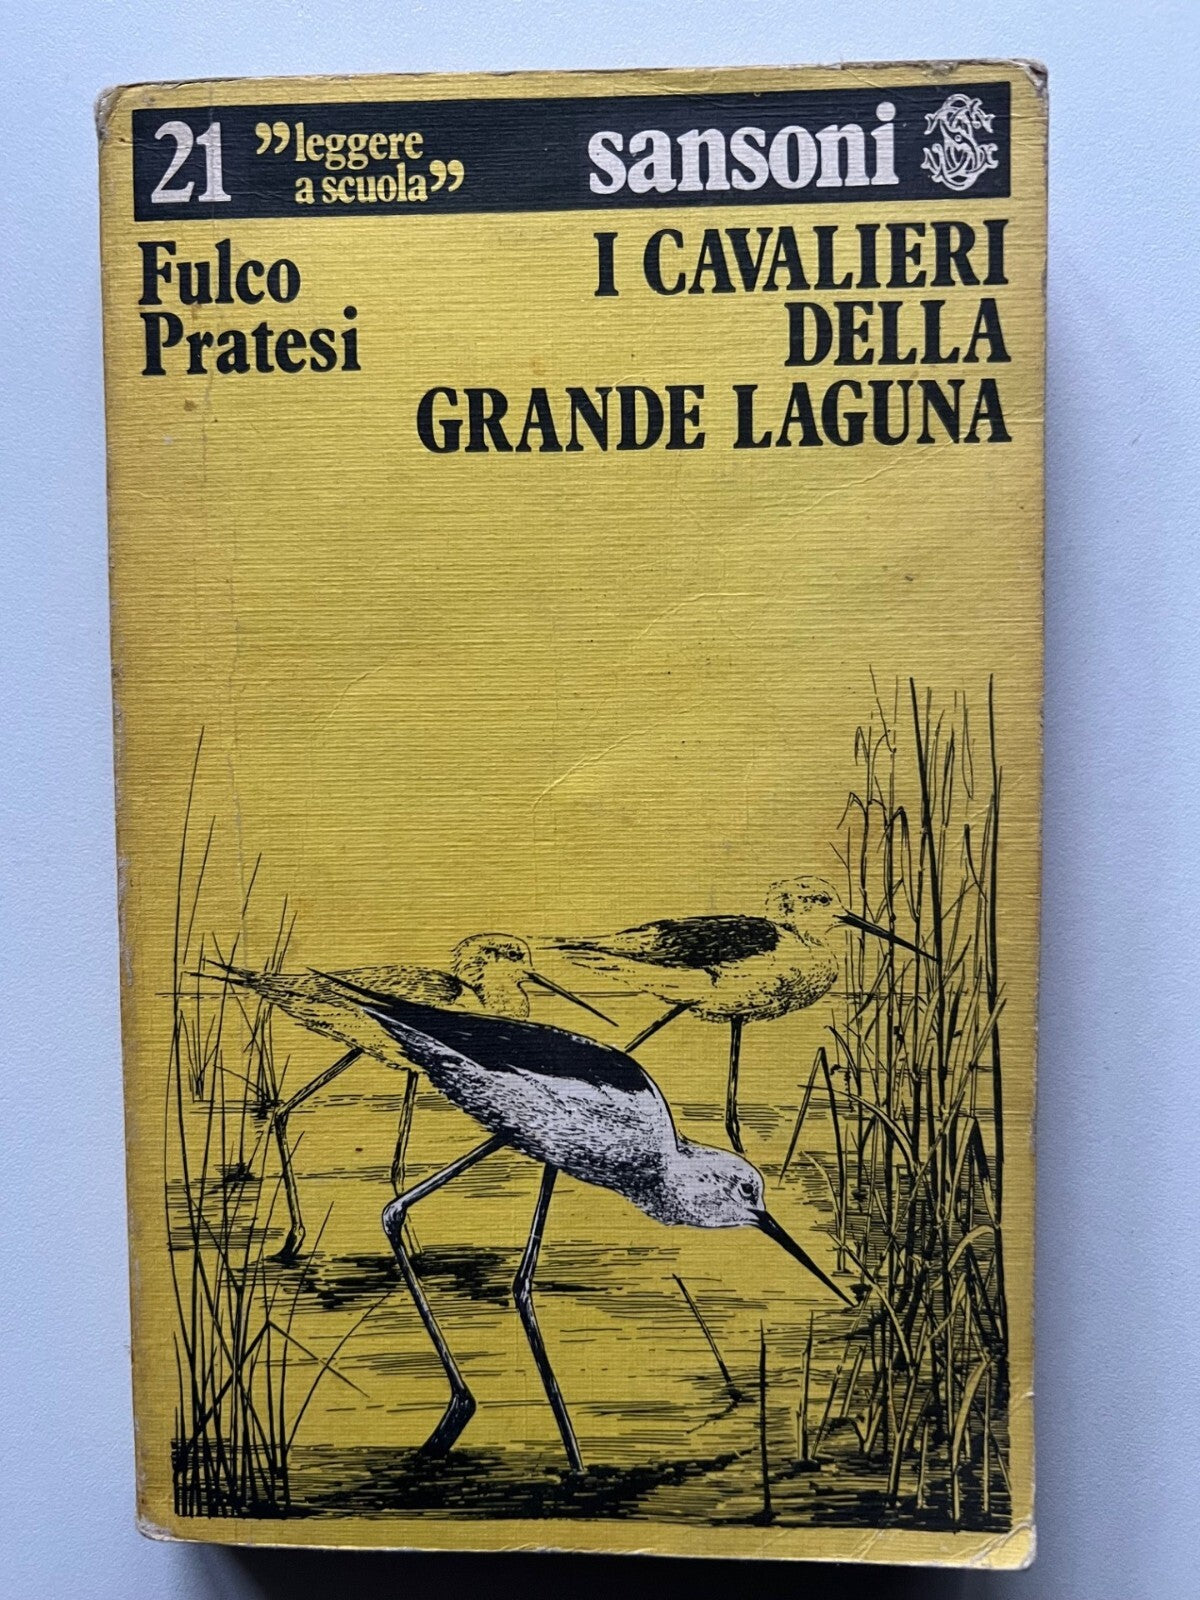 21
”leggere
a scuola”
sansoni
Fulco
Pratesi
I CAVALIERI
DELLA
GRANDE LAGUNA